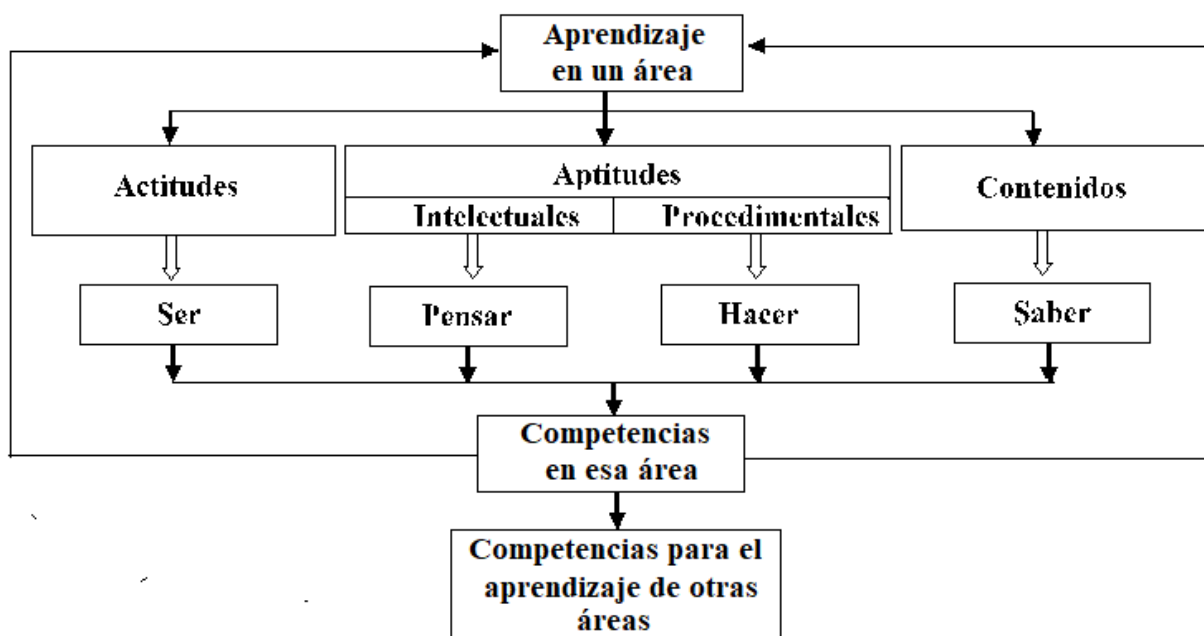 Aprendizaje
en un área
Actitudes
Aptitudes
Contenidos
Intelectuales
Procedimentales
Ser
Pensar
Hacer
Saber
Competencias
en esa área
Competencias para el
aprendizaje de otras
áreas